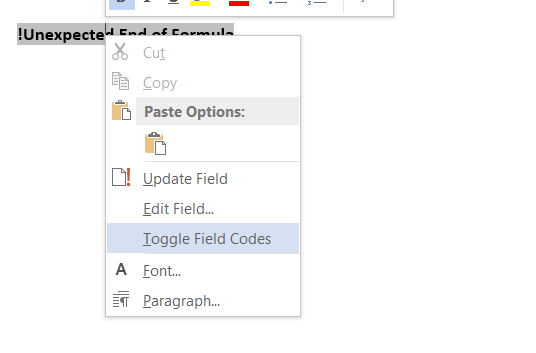 !Unexpected End of Formula
Cut
Copy
Paste Options:
Update Field
Edit Field...
Toggle Field Codes
A Font...
Paragraph...